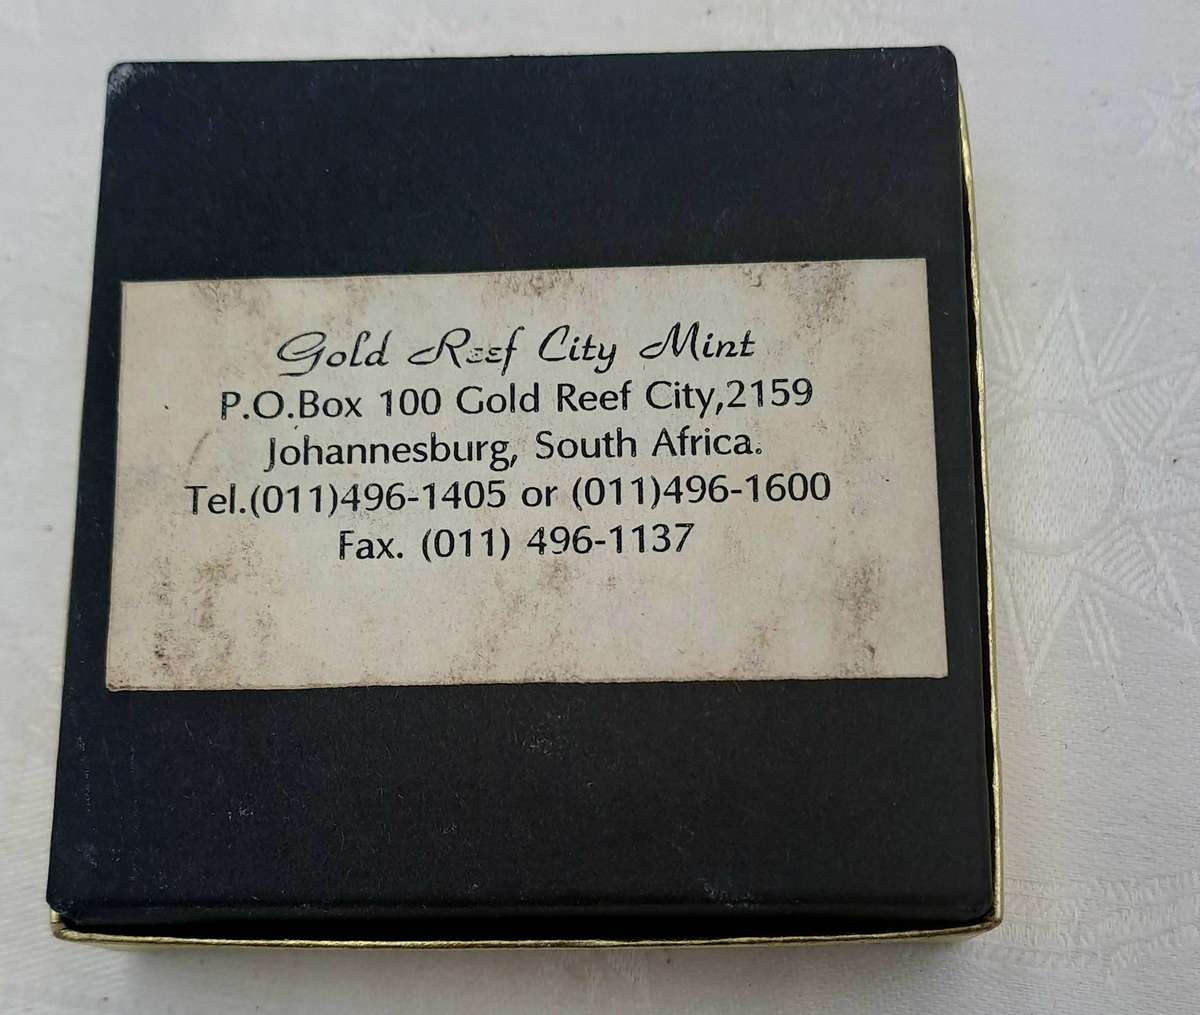 Gold Reef City Mint
P.O.Box 100 Gold Reef City,2159
Johannesburg, South Africa.
Tel.(011)496-1405 or (011)496-1600
Fax. (011) 496-1137